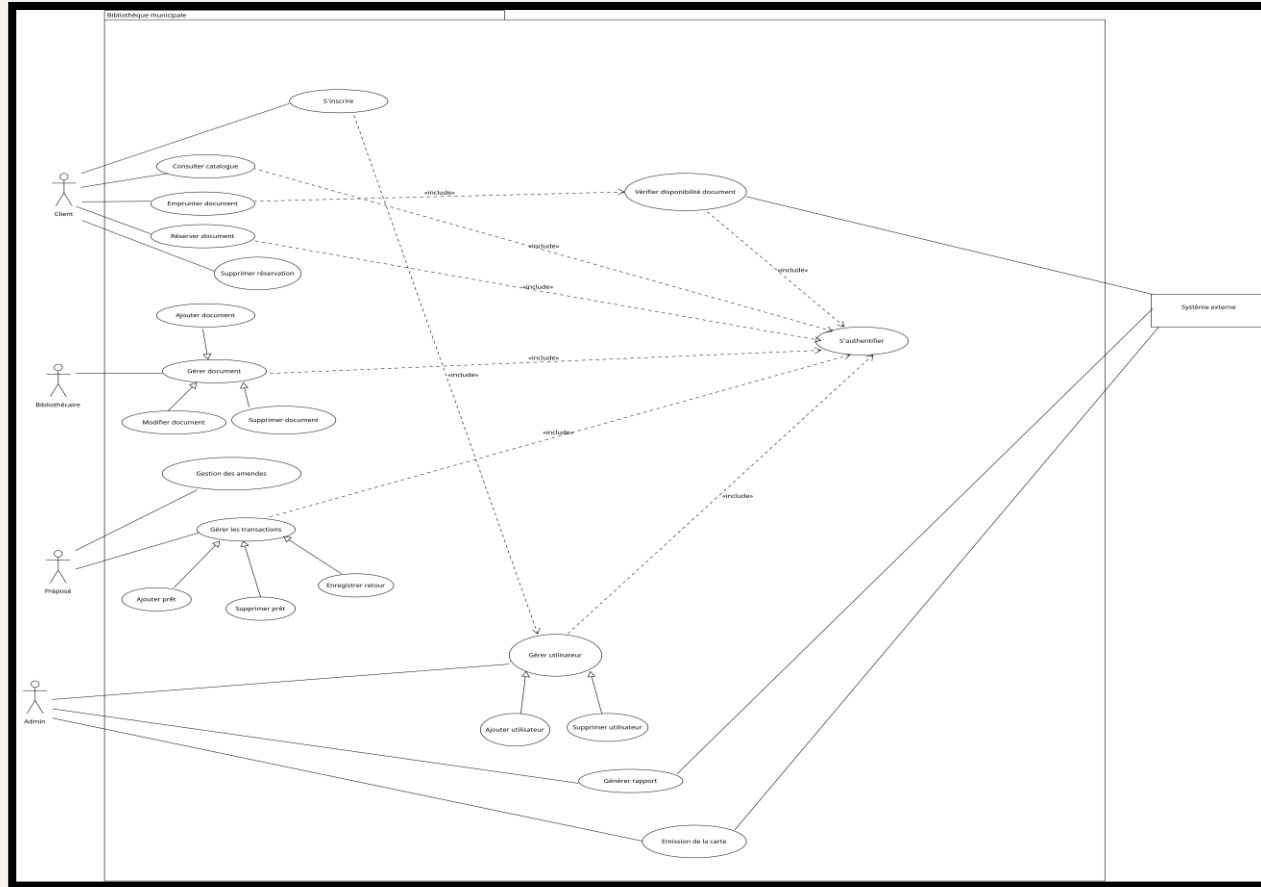 Bibliothèque municipale
S'inscrire
Consulter catalogue
«include»
Vérifier disponibilité document
Emprunter document
Client
Réserver document
«include»
Supprimer réservation
«include»
«include»
Système externe
Ajouter document
S'authentifier
«include»
Gérer document
«include»
Bibliothécaire
Modifier document
Supprimer document
«include»
Gestion des amendes
«include»
Gérer les transactions
Préposé
Enregistrer retour
Ajouter prêt
Supprimer prêt
Gérer utilisateur
Admin
Ajouter utilisateur
Supprimer utilisateur
Générer rapport
Emission de la carte